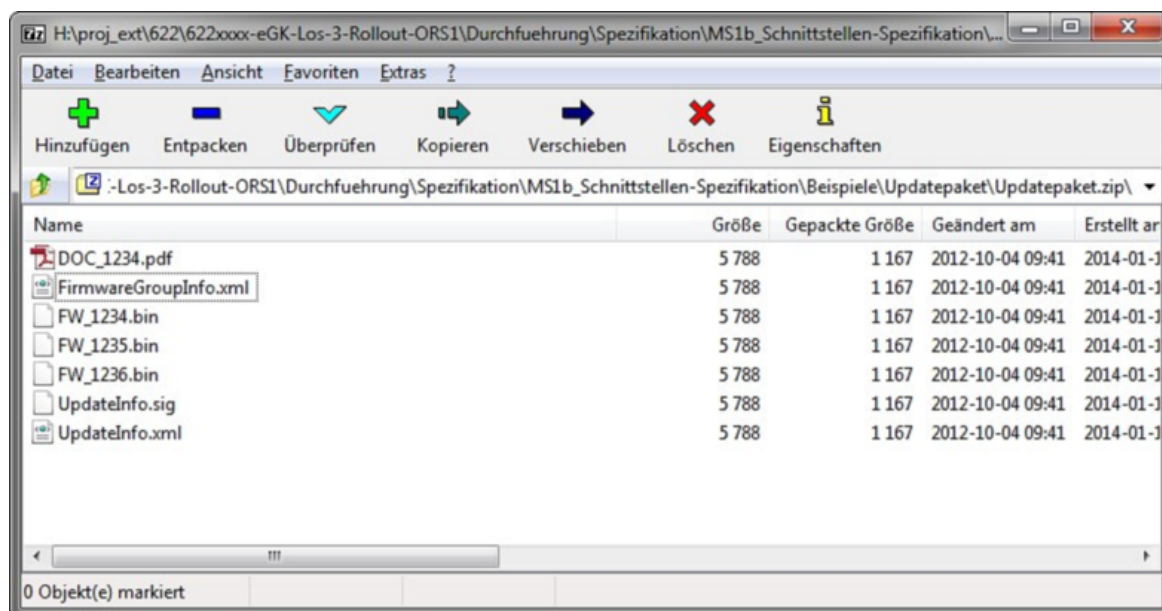 H:\proj_ext\622\622xxxx-eGK-Los-3-Rollout-ORS1\Durchfuehrung\Spezifikation\MS1b_Schnittstellen-Spezifikation\...
Datei Bearbeiten Ansicht Favoriten Extras ?
Hinzufügen Entpacken Überprüfen Kopieren Verschieben Löschen Eigenschaften
:-Los-3-Rollout-ORS1\Durchfuehrung\Spezifikation\MS1b_Schnittstellen-Spezifikation\Beispiele\Updatepaket\Updatepaket.zip\
Name Größe Gepackte Größe Geändert am Erstellt ar
DOC_1234.pdf 5 788 1 167 2012-10-04 09:41 2014-01-1
FirmwareGroupInfo.xml 5 788 1 167 2012-10-04 09:41 2014-01-1
FW_1234.bin 5 788 1 167 2012-10-04 09:41 2014-01-1
FW_1235.bin 5 788 1 167 2012-10-04 09:41 2014-01-1
FW_1236.bin 5 788 1 167 2012-10-04 09:41 2014-01-1
UpdateInfo.sig 5 788 1 167 2012-10-04 09:41 2014-01-1
UpdateInfo.xml 5 788 1 167 2012-10-04 09:41 2014-01-1
0 Objekt(e) markiert